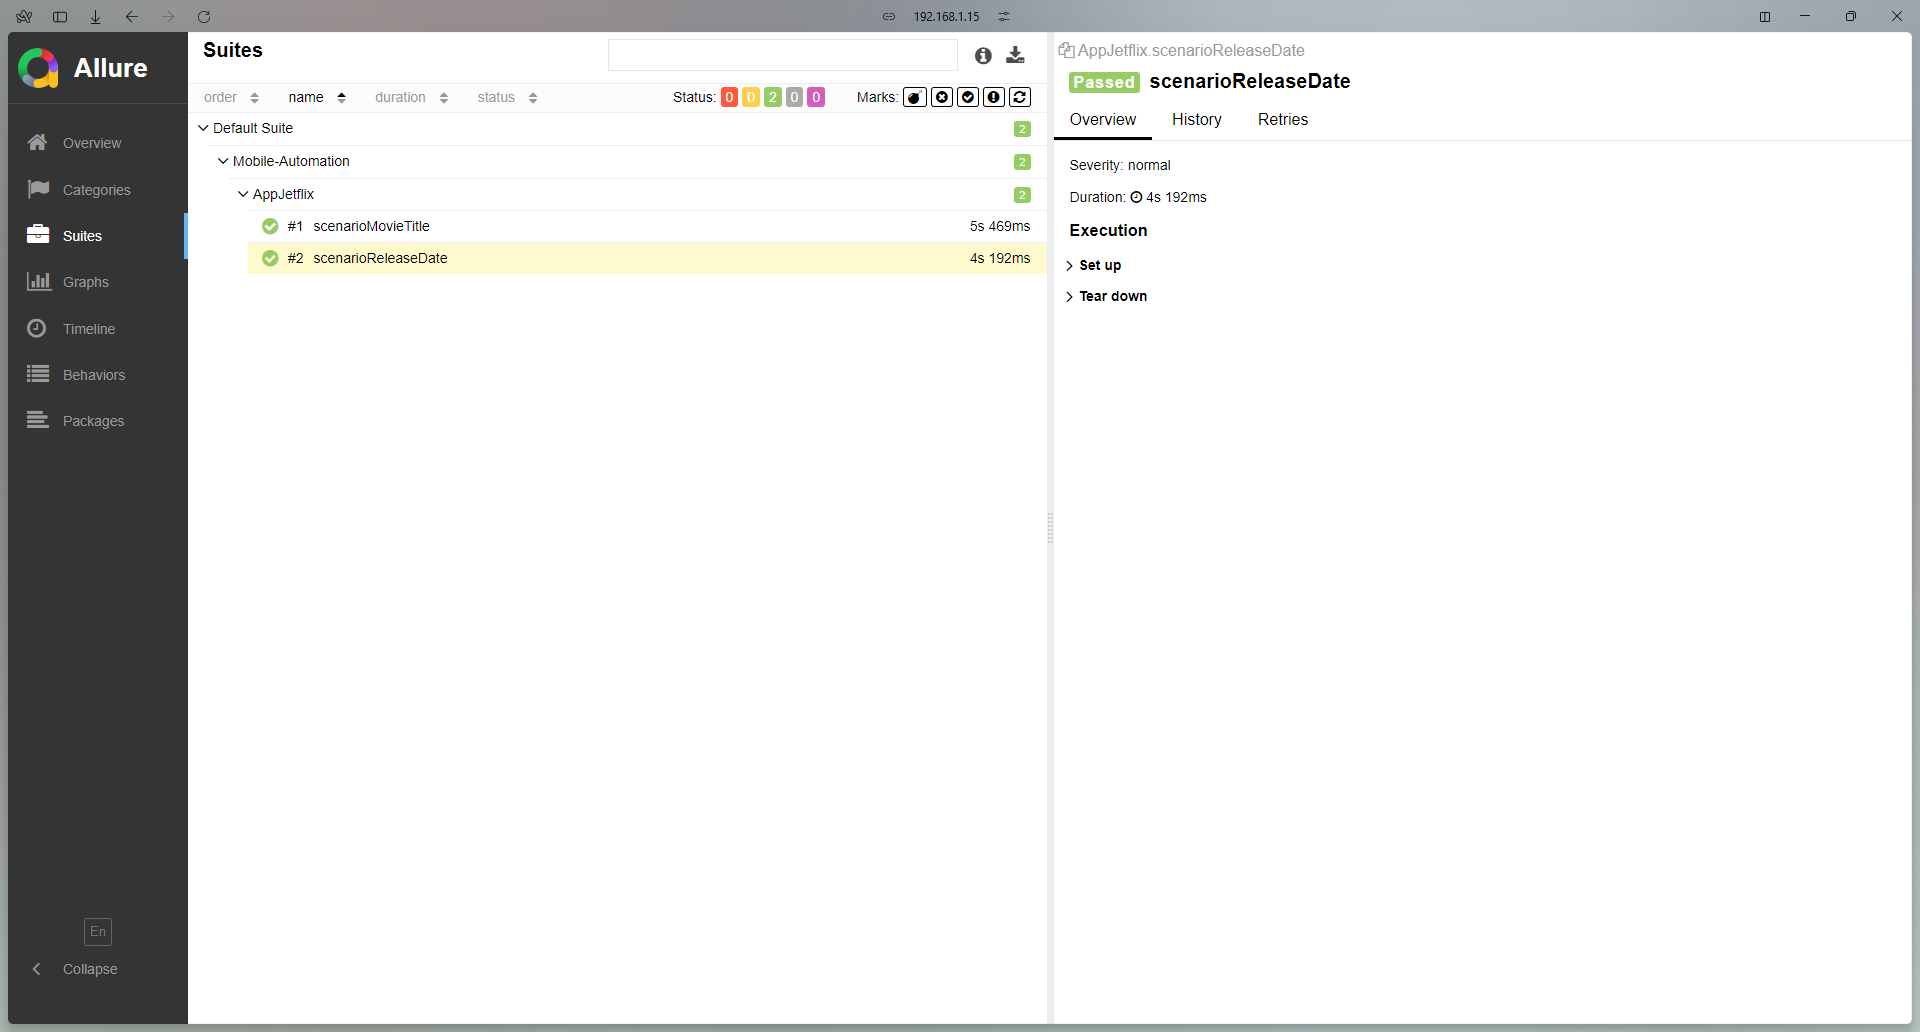 192.168.1.15
Allure
Overview
Categories
Suites
Graphs
Timeline
Behaviors
Packages
En
Collapse
Suites
order name duration status Status: 0 0 2 0 0 Marks:
Default Suite 2
Mobile-Automation 2
AppJetflix 2
#1 scenarioMovieTitle 5s 469ms
#2 scenarioReleaseDate 4s 192ms
AppJetflix.scenarioReleaseDate
Passed scenarioReleaseDate
Overview History Retries
Severity: normal
Duration: 4s 192ms
Execution
Set up
Tear down